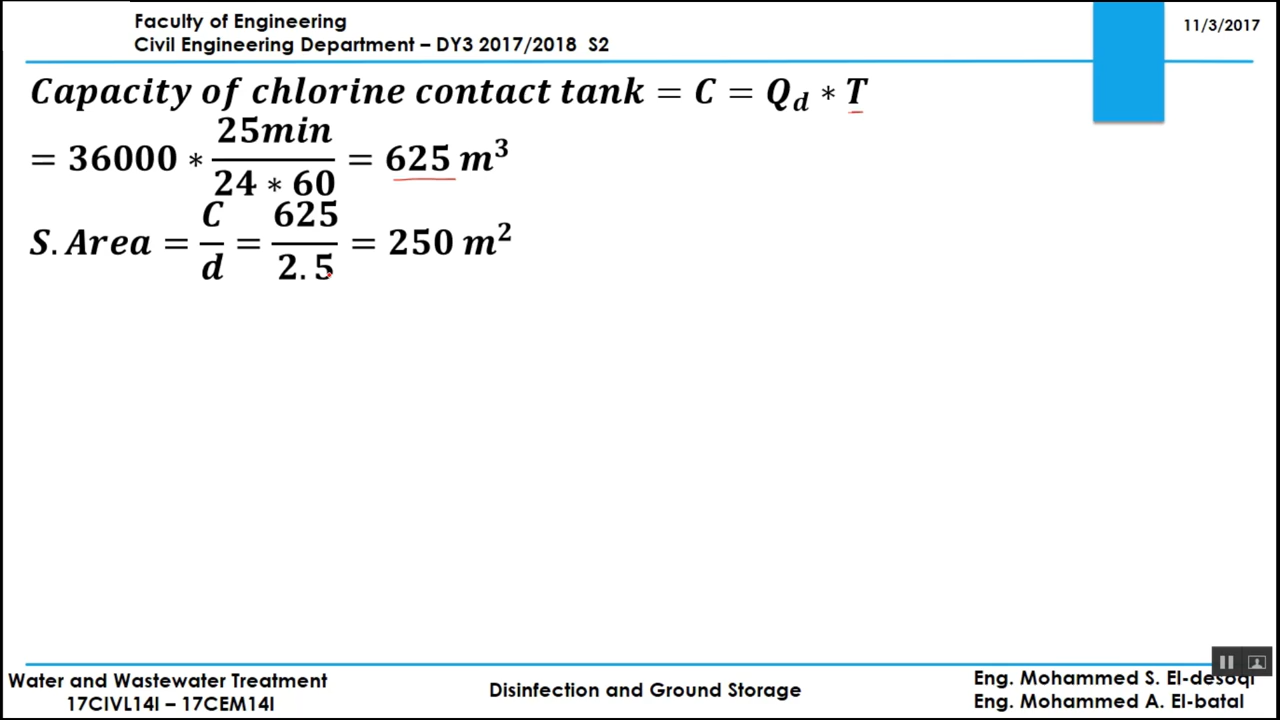 Faculty of Engineering
Civil Engineering Department – DY3 2017/2018 S2
11/3/2017
Capacity of chlorine contact tank = C = Q_d * T
= 36000 * 25min / 24 * 60 = 625 m³
S. Area = C / d = 625 / 2.5 = 250 m²
Water and Wastewater Treatment
17CIVL14I – 17CEM14I
Disinfection and Ground Storage
Eng. Mohammed S. El-desoqi
Eng. Mohammed A. El-batal